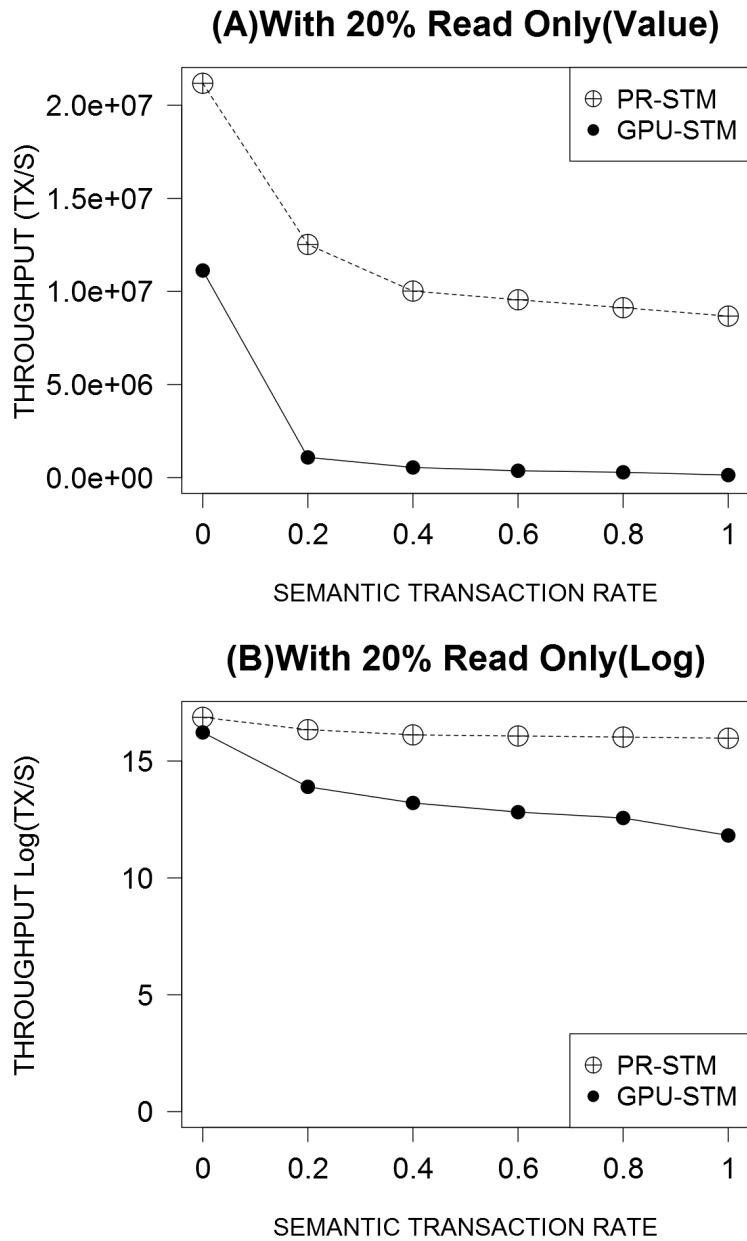 (A)With 20% Read Only(Value)
THROUGHPUT (TX/S)
2.0e+07
1.5e+07
1.0e+07
5.0e+06
0.0e+00
PR-STM
GPU-STM
0 0.2 0.4 0.6 0.8 1
SEMANTIC TRANSACTION RATE
(B)With 20% Read Only(Log)
THROUGHPUT Log(TX/S)
15
10
5
0
PR-STM
GPU-STM
0 0.2 0.4 0.6 0.8 1
SEMANTIC TRANSACTION RATE